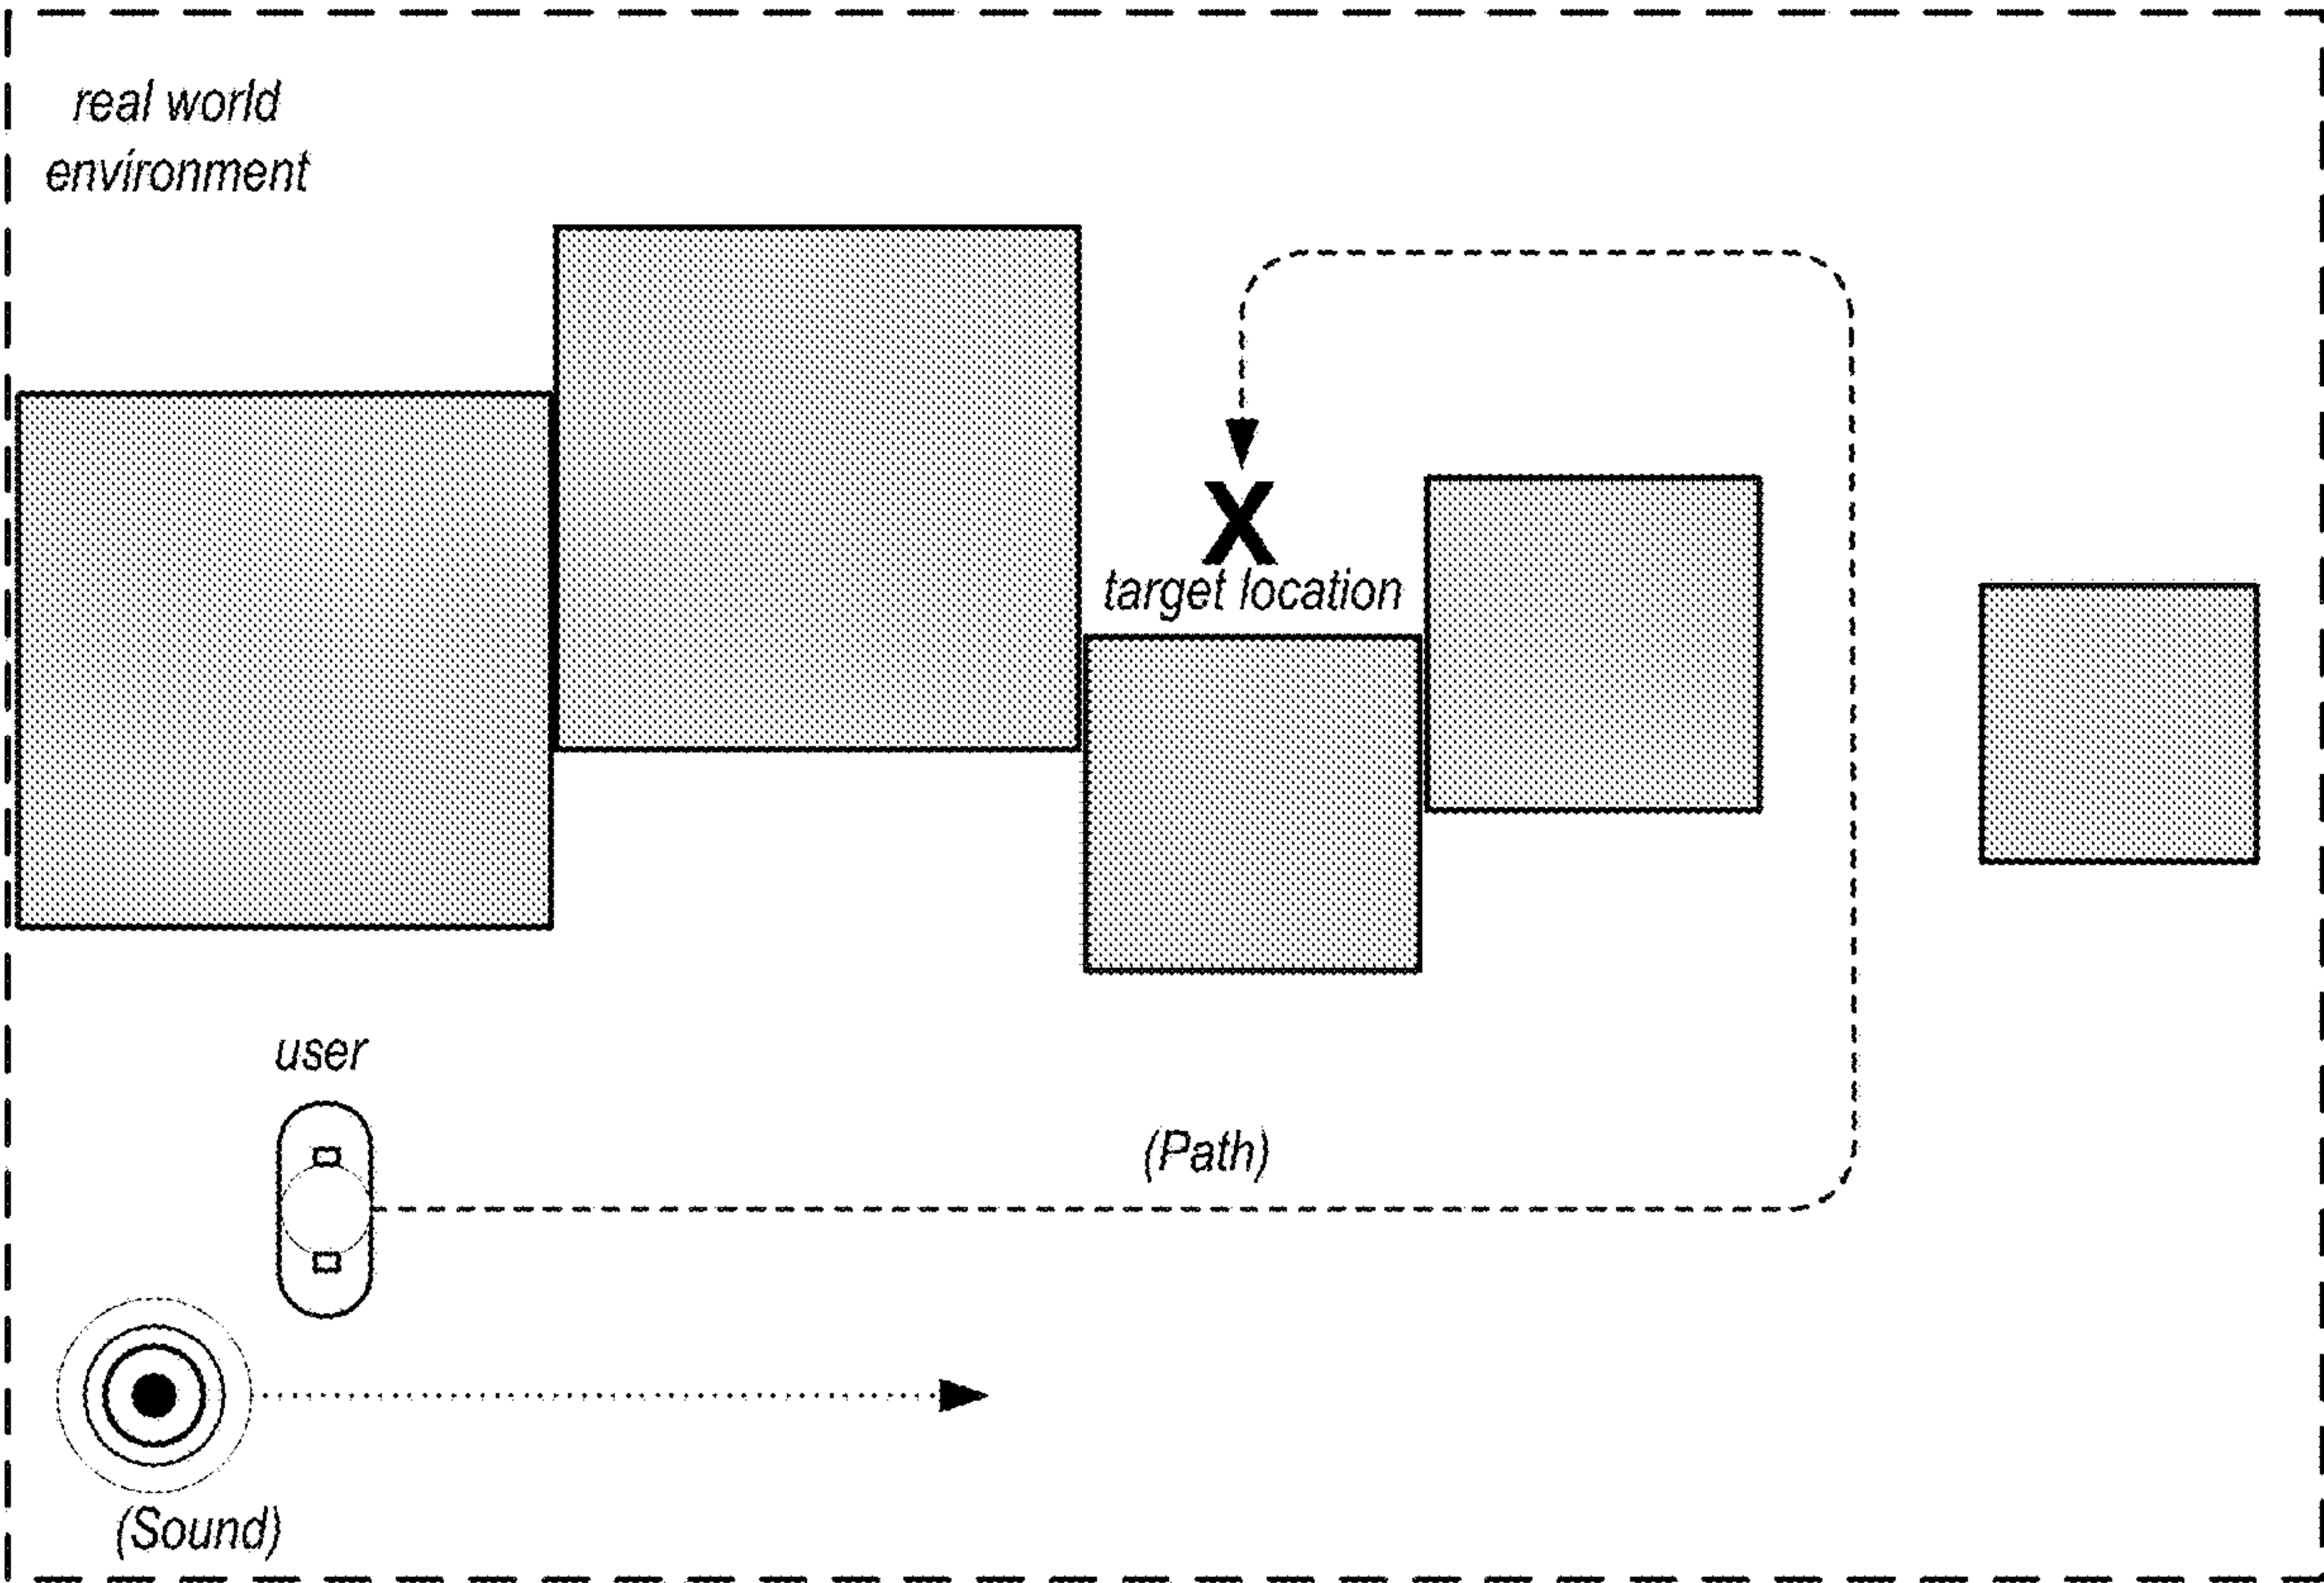 real world
environment
X
target location
user
(Path)
(Sound)